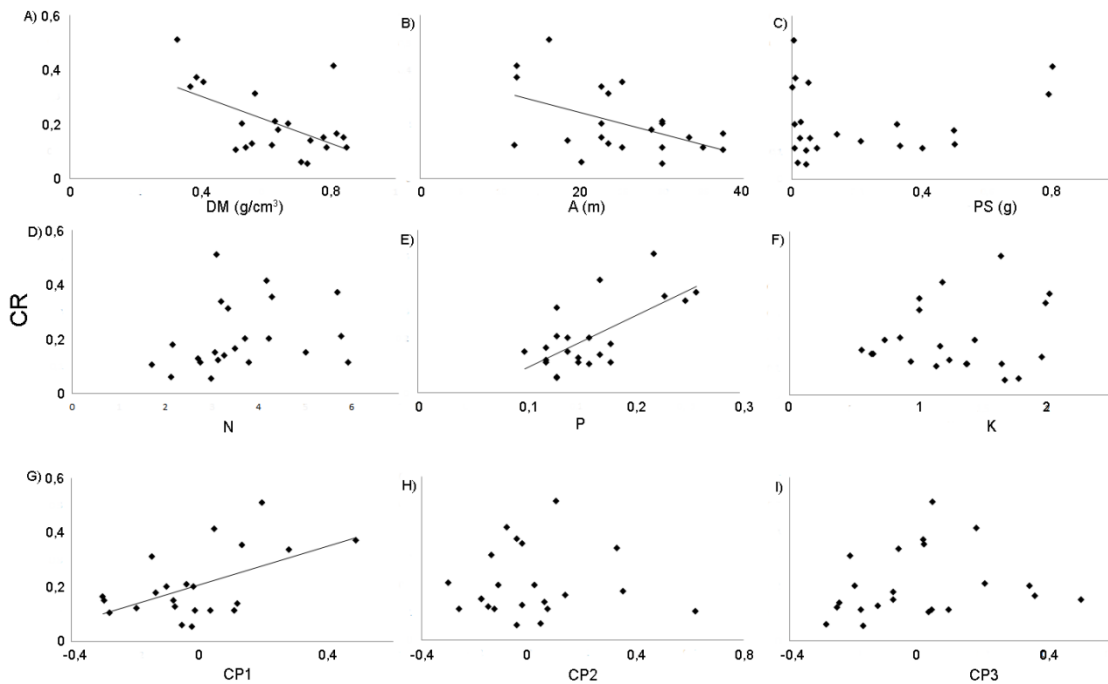 A) 0,6 B) C)
0,4
0,2
0
0 0,4 0,8 0 20 40 0 0,4 0,8
DM (g/cm³) A (m) PS (g)
D) 0,6 E) F)
0,4
0,2
0
0 2 4 6 0 0,1 0,2 0,3 0 1 2
N P K
CR
G) 0,6 H) I)
0,4
0,2
0
-0,4 0 0,4 -0,4 0 0,4 0,8 -0,4 0 0,4
CP1 CP2 CP3